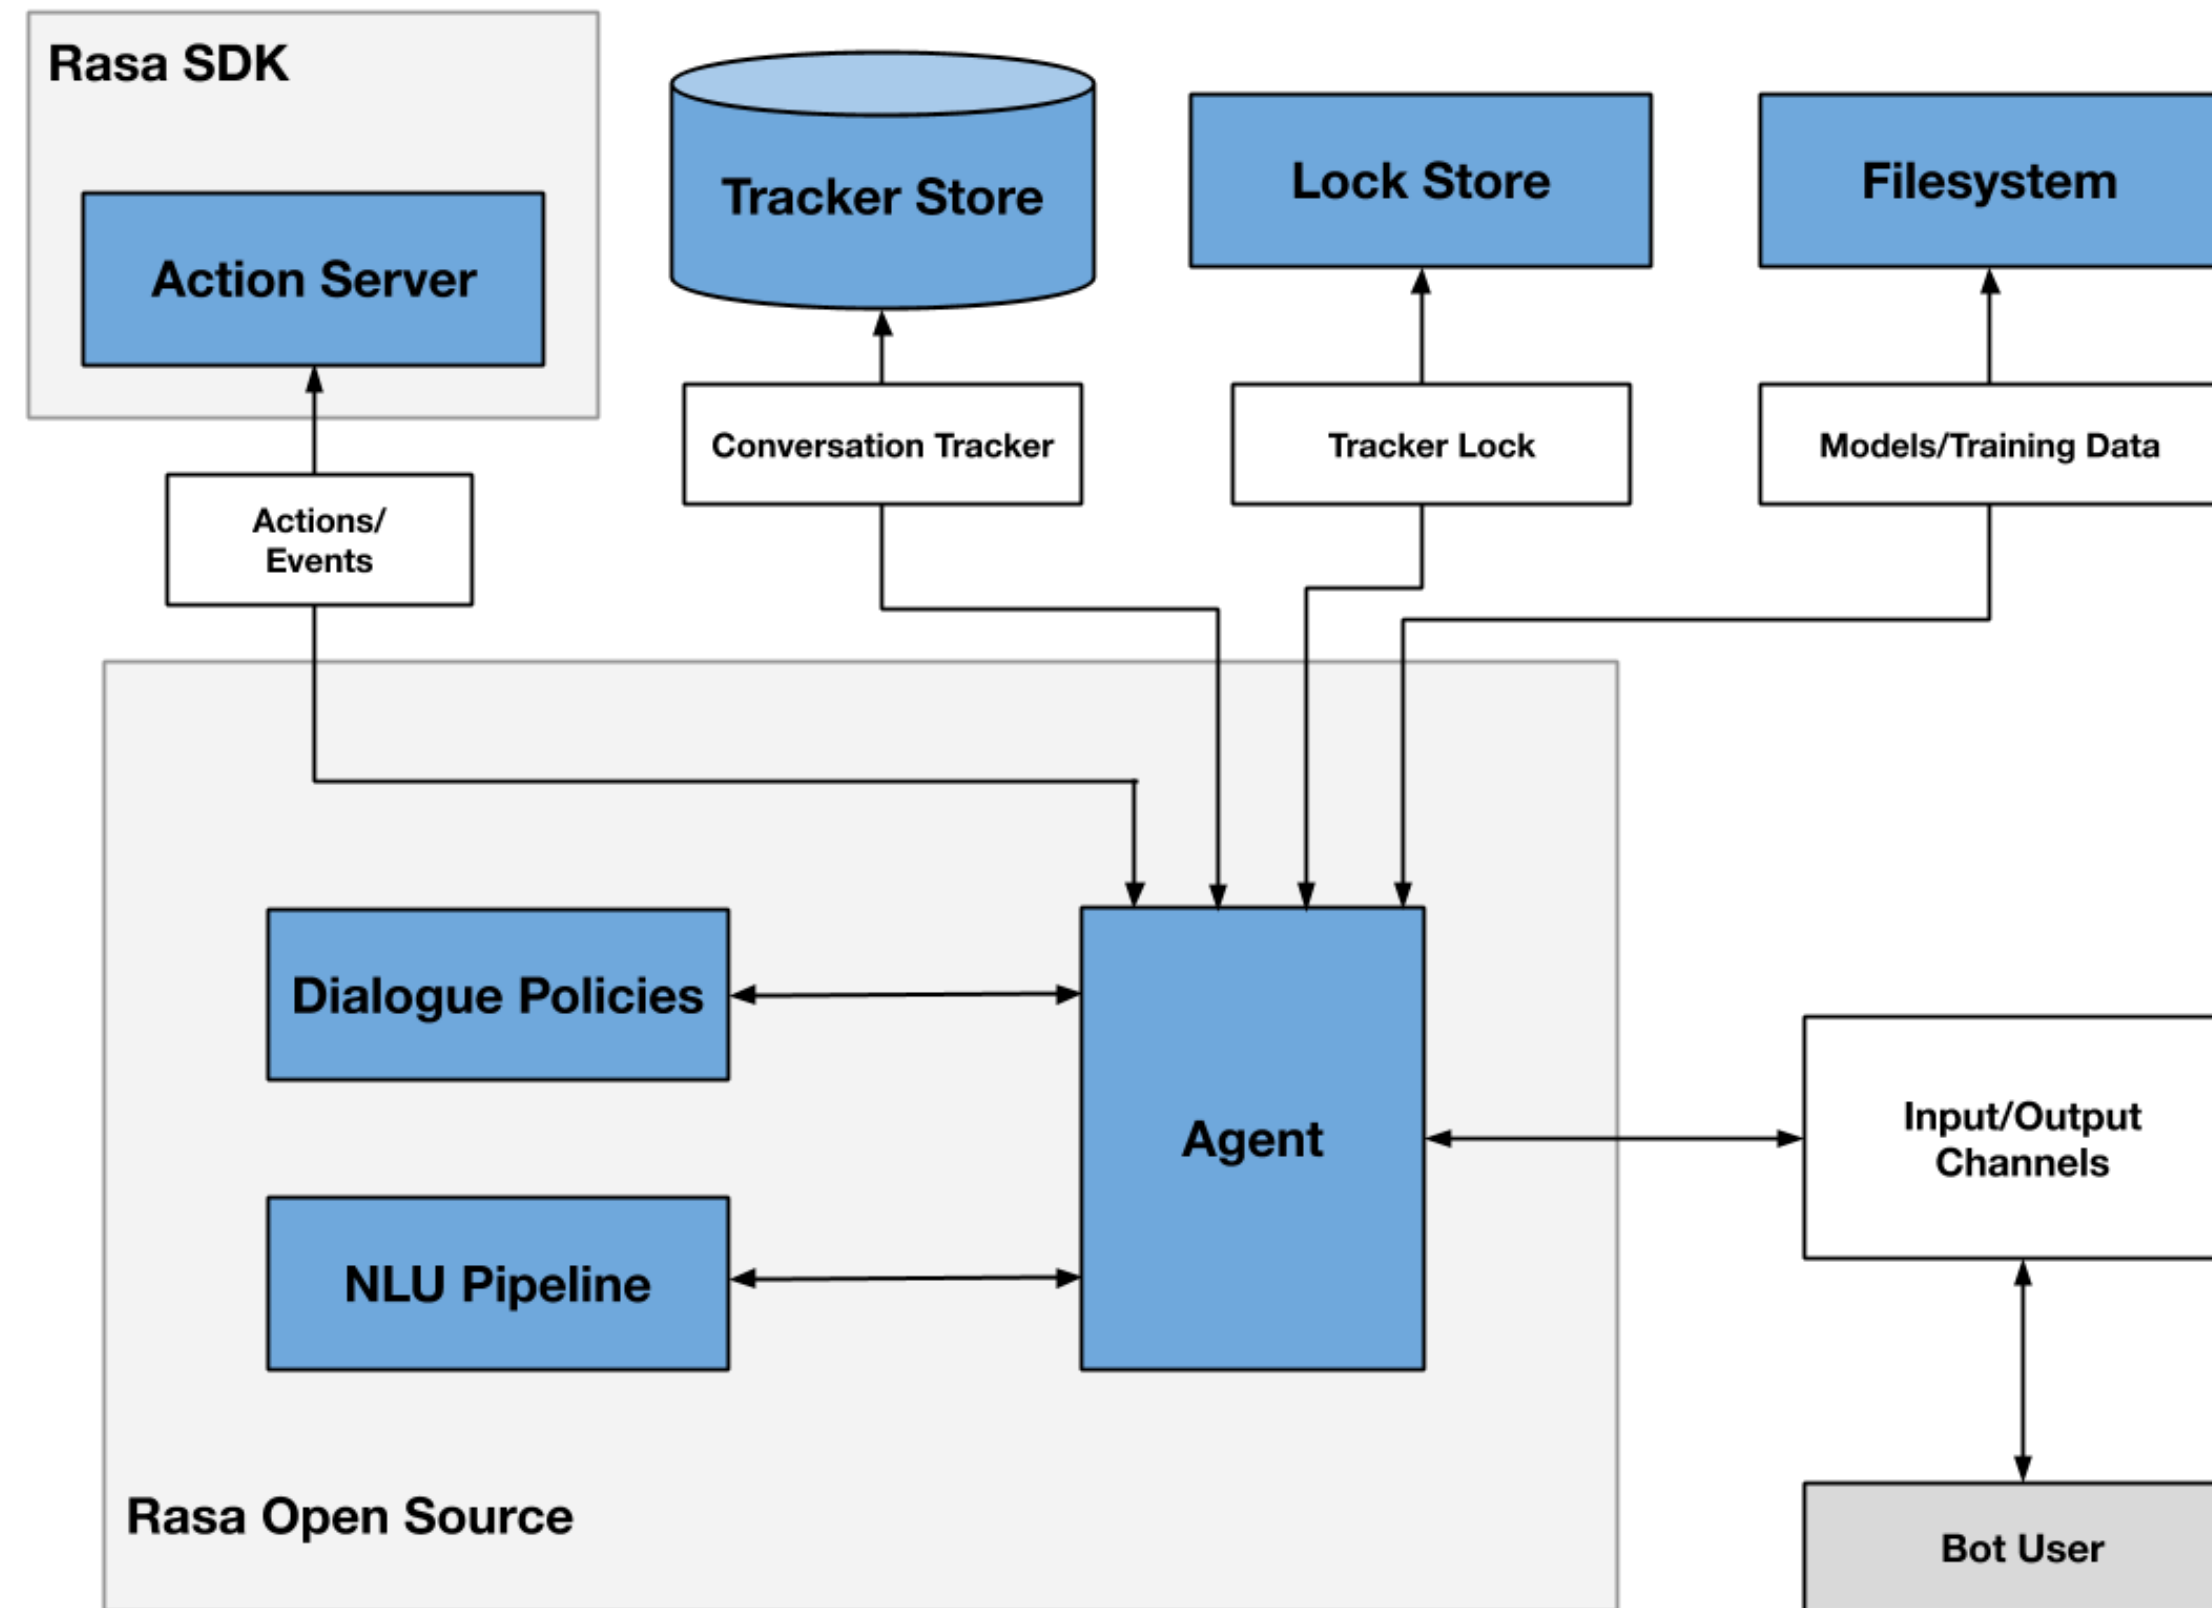 Rasa SDK
Action Server
Tracker Store
Lock Store
Filesystem
Actions/
Events
Conversation Tracker
Tracker Lock
Models/Training Data
Dialogue Policies
NLU Pipeline
Agent
Input/Output
Channels
Rasa Open Source
Bot User